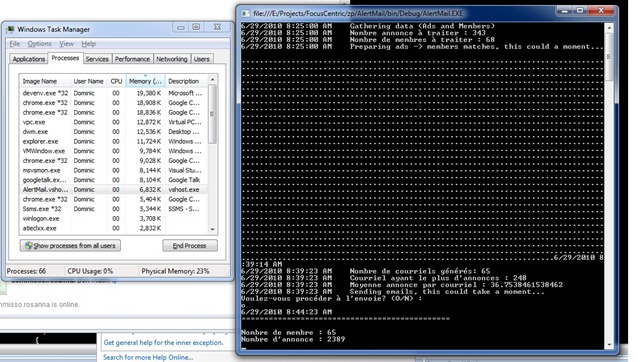 Windows Task Manager
File Options View Help
Applications Processes Services Performance Networking Users
Image Name User Name CPU Memory (... Description
devenv.exe *32 Dominic 00 19,380 K Microsoft ...
chrome.exe *32 Dominic 00 18,908 K Google C...
chrome.exe *32 Dominic 00 18,836 K Google C...
vpc.exe Dominic 00 12,872 K Virtual PC...
dwm.exe Dominic 00 12,536 K Desktop ...
explorer.exe Dominic 00 11,724 K Windows ...
VMWindow.exe Dominic 00 9,784 K Windows ...
chrome.exe *32 Dominic 00 9,028 K Google C...
msvsmon.exe Dominic 00 8,144 K Visual Stu...
googletalk.ex... Dominic 00 8,104 K Google Talk
AlertMail.vsho... Dominic 00 6,832 K vshost.exe
chrome.exe *32 Dominic 00 5,404 K Google C...
Ssms.exe *32 Dominic 00 5,344 K SSMS - S...
winlogon.exe 00 3,708 K
atieclxx.exe 00 2,432 K
Show processes from all users End Process
Processes: 66 CPU Usage: 0% Physical Memory: 23%
mmisso.rosanna is online.
Get general help for the inner exception.
Search for more Help Online...
file:///E:/Projects/FocusCentric/zp/AlertMail/bin/Debug/AlertMail.EXE
6/29/2010 8:25:00 AM Gathering data (Ads and Members)
6/29/2010 8:25:00 AM Nombre annonce à traiter : 343
6/29/2010 8:25:00 AM Nombre de membres à traiter : 68
6/29/2010 8:25:00 AM Preparing ads -> members matches, this could a moment...
6/29/2010 8
:39:14 AM
6/29/2010 8:39:23 AM Nombre de courriels générés: 65
6/29/2010 8:39:23 AM Courriel ayant le plus d'annonces : 248
6/29/2010 8:39:23 AM Moyenne annonce par courriel : 36.7538461538462
6/29/2010 8:39:23 AM Sending emails, this could take a moment...
Voulez-vous procéder à l'envoie? (O/N) :
o
6/29/2010 8:44:23 AM
==============================================
Nombre de membre : 65
Nombre d'annonce : 2389